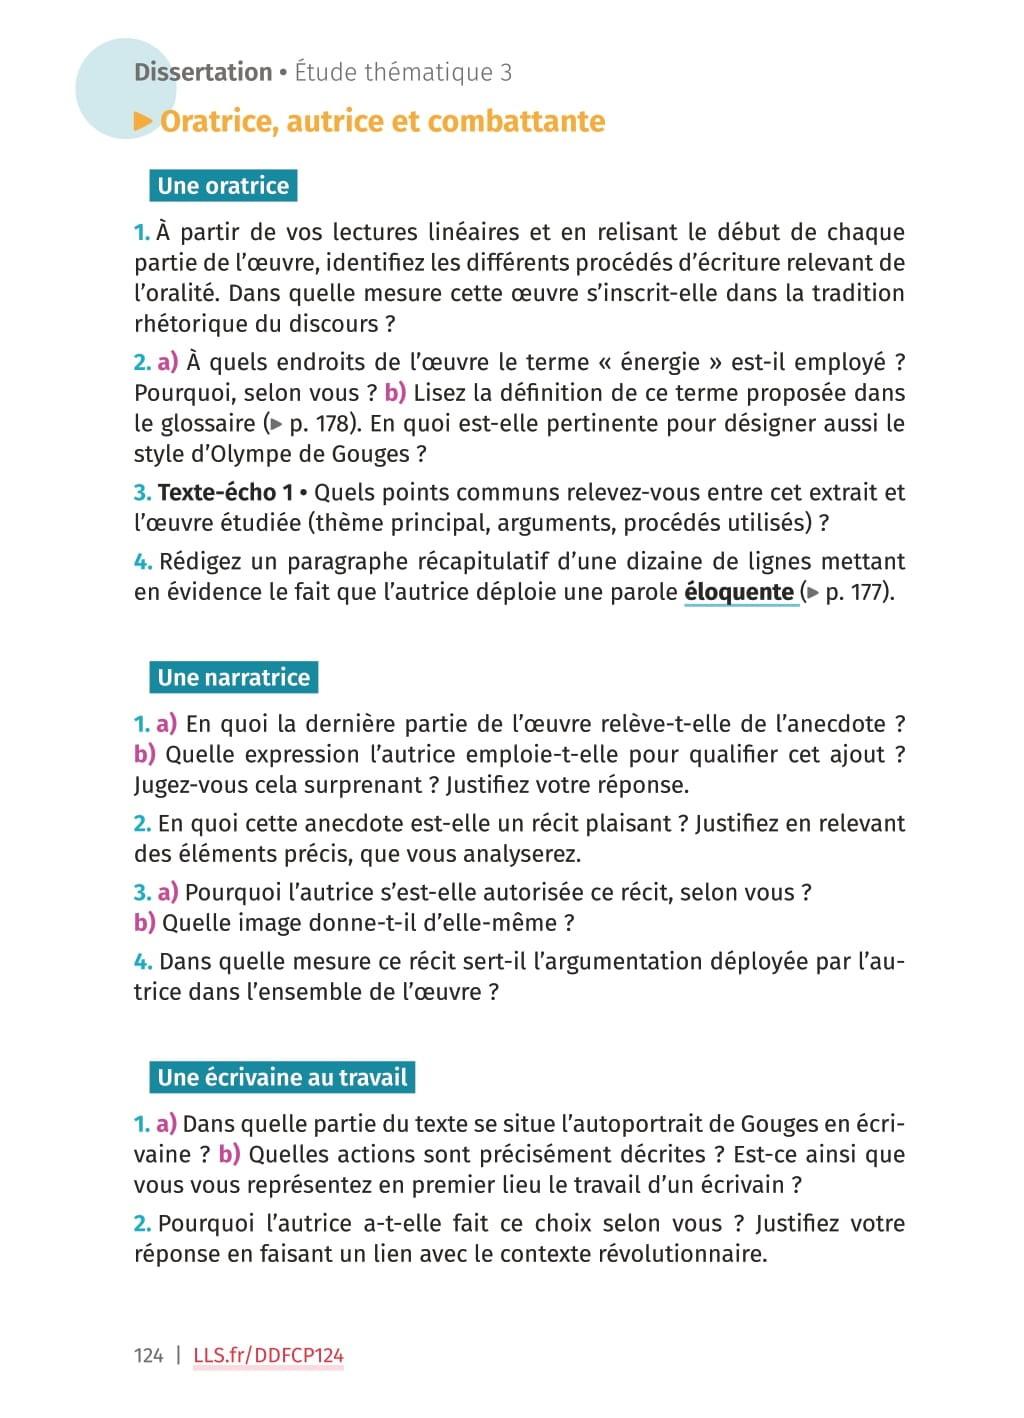 Dissertation • Étude thématique 3
▶ Oratrice, autrice et combattante
Une oratrice
1. À partir de vos lectures linéaires et en relisant le début de chaque
partie de l’œuvre, identifiez les différents procédés d’écriture relevant de
l’oralité. Dans quelle mesure cette œuvre s’inscrit-elle dans la tradition
rhétorique du discours ?
2. a) À quels endroits de l’œuvre le terme « énergie » est-il employé ?
Pourquoi, selon vous ? b) Lisez la définition de ce terme proposée dans
le glossaire (▶ p. 178). En quoi est-elle pertinente pour désigner aussi le
style d’Olympe de Gouges ?
3. Texte-écho 1 • Quels points communs relevez-vous entre cet extrait et
l’œuvre étudiée (thème principal, arguments, procédés utilisés) ?
4. Rédigez un paragraphe récapitulatif d’une dizaine de lignes mettant
en évidence le fait que l’autrice déploie une parole éloquente (▶ p. 177).
Une narratrice
1. a) En quoi la dernière partie de l’œuvre relève-t-elle de l’anecdote ?
b) Quelle expression l’autrice emploie-t-elle pour qualifier cet ajout ?
Jugez-vous cela surprenant ? Justifiez votre réponse.
2. En quoi cette anecdote est-elle un récit plaisant ? Justifiez en relevant
des éléments précis, que vous analyserez.
3. a) Pourquoi l’autrice s’est-elle autorisée ce récit, selon vous ?
b) Quelle image donne-t-il d’elle-même ?
4. Dans quelle mesure ce récit sert-il l’argumentation déployée par l’au-
trice dans l’ensemble de l’œuvre ?
Une écrivaine au travail
1. a) Dans quelle partie du texte se situe l’autoportrait de Gouges en écri-
vaine ? b) Quelles actions sont précisément décrites ? Est-ce ainsi que
vous vous représentez en premier lieu le travail d’un écrivain ?
2. Pourquoi l’autrice a-t-elle fait ce choix selon vous ? Justifiez votre
réponse en faisant un lien avec le contexte révolutionnaire.
124 | LLS.fr/DDFCP124